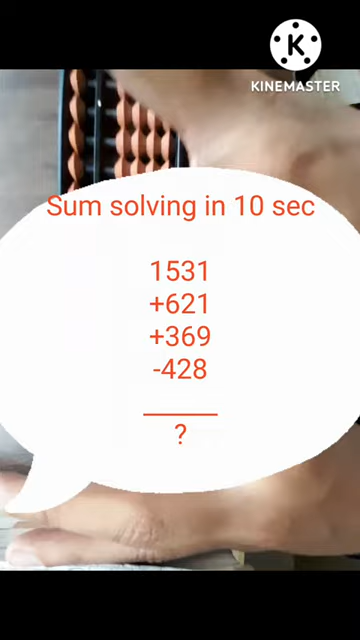 KINEMASTER
Sum solving in 10 sec
1531
+621
+369
-428
?